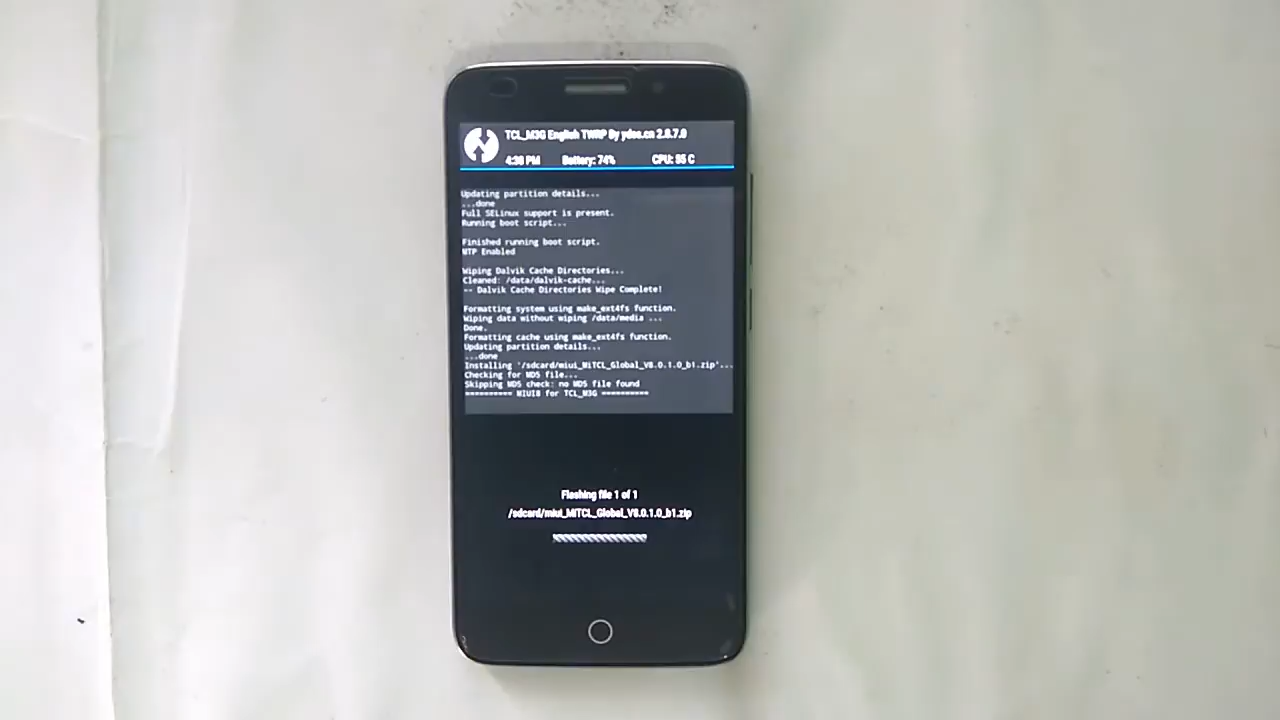 TCL_M3G English TWRP By ydss.cn 2.8.7.0
4:38 PM Battery: 74% CPU: 55 C
Updating partition details...
...done
Full SELinux support is present.
Running boot script...
Finished running boot script.
MTP Enabled
Wiping Dalvik Cache Directories...
Cleaned: /data/dalvik-cache...
-- Dalvik Cache Directories Wipe Complete!
Formatting system using make_ext4fs function.
Wiping data without wiping /data/media ...
Done.
Formatting cache using make_ext4fs function.
Updating partition details...
...done
Installing '/sdcard/miui_MiTCL_Global_V8.0.1.0_b1.zip'...
Checking for MD5 file...
Skipping MD5 check: no MD5 file found
========== MIUI8 for TCL_M3G ==========
Flashing file 1 of 1
/sdcard/miui_MiTCL_Global_V8.0.1.0_b1.zip